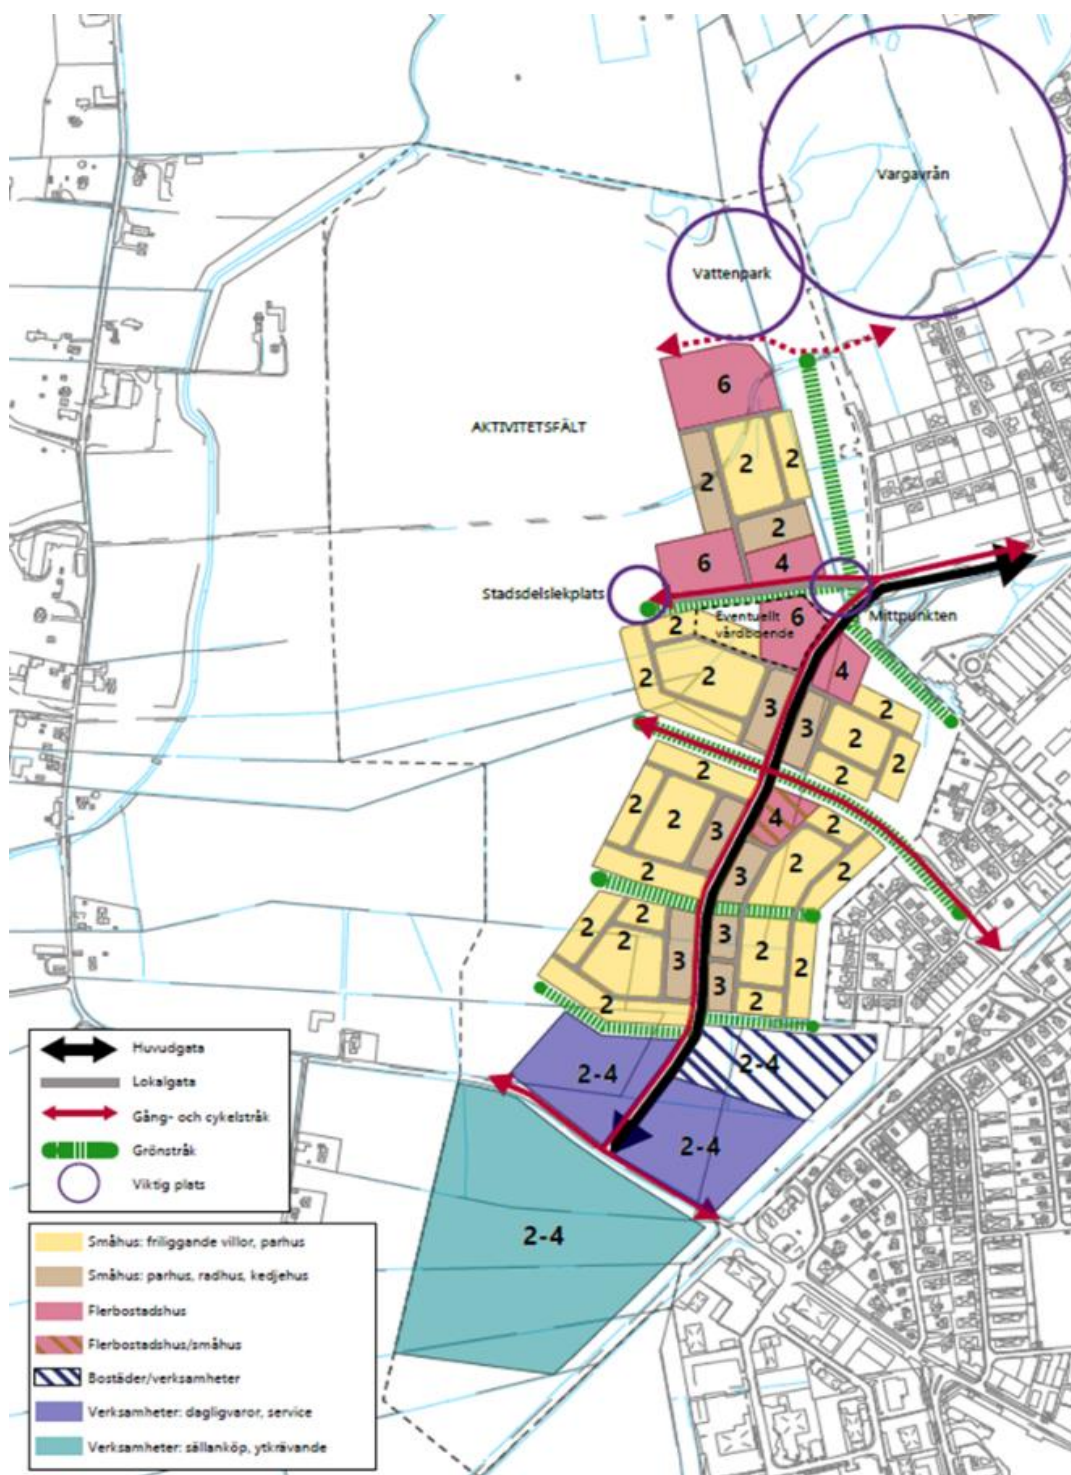 Vargavrån
Vattenpark
6
AKTIVITETSFÄLT
2
2
2
2
6
4
Stadsdelslekplats
6
Eventuellt
vårdboende
Mittpunkten
2
4
2
2
3
3
2
2
2
2
2
2
2
4
3
2
2
2
3
2
2
2
2
3
3
2
2
3
2
2
2-4
2-4
2-4
2-4
Huvudgata
Lokalgata
Gång- och cykelstråk
Grönstråk
Viktig plats
Småhus: friliggande villor, parhus
Småhus: parhus, radhus, kedjehus
Flerbostadshus
Flerbostadshus/småhus
Bostäder/verksamheter
Verksamheter: dagligvaror, service
Verksamheter: sällanköp, ytkrävande